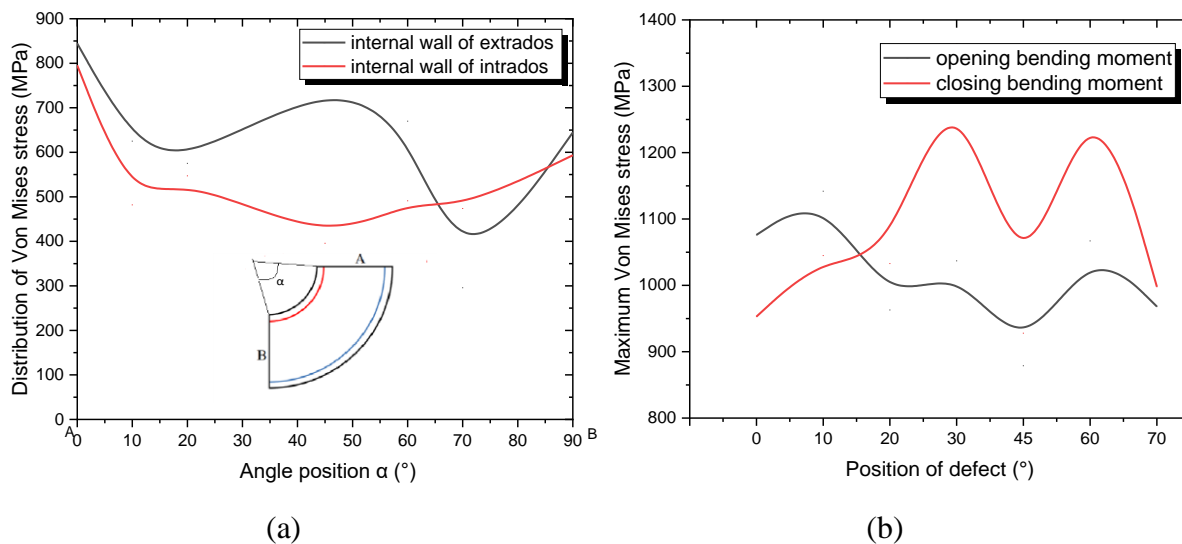 900
800
700
600
500
400
300
200
100
0
Distribution of Von Mises stress (MPa)
internal wall of extrados
internal wall of intrados
A
α
B
A
B
0 10 20 30 40 50 60 70 80 90
Angle position α (°)
(a)
1400
1300
1200
1100
1000
900
800
Maximum Von Mises stress (MPa)
opening bending moment
closing bending moment
0 10 20 30 45 60 70
Position of defect (°)
(b)